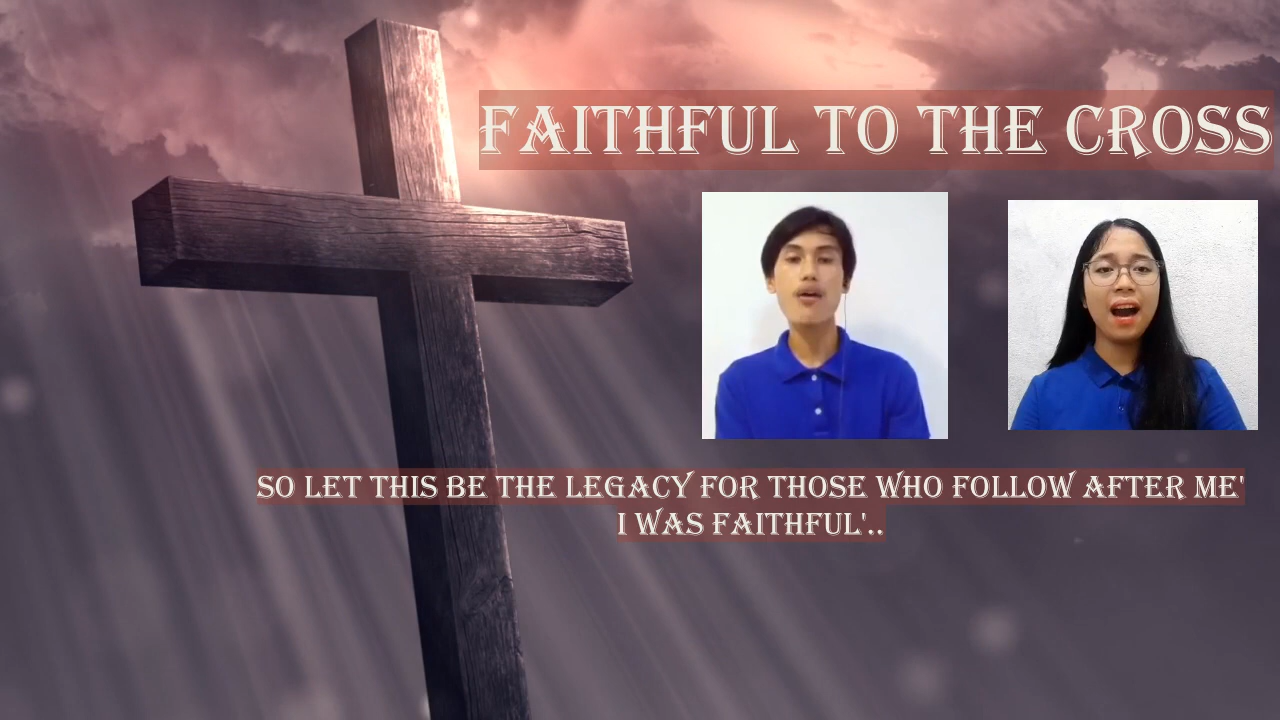 FAITHFUL TO THE CROSS
SO LET THIS BE THE LEGACY FOR THOSE WHO FOLLOW AFTER ME'
I WAS FAITHFUL'..